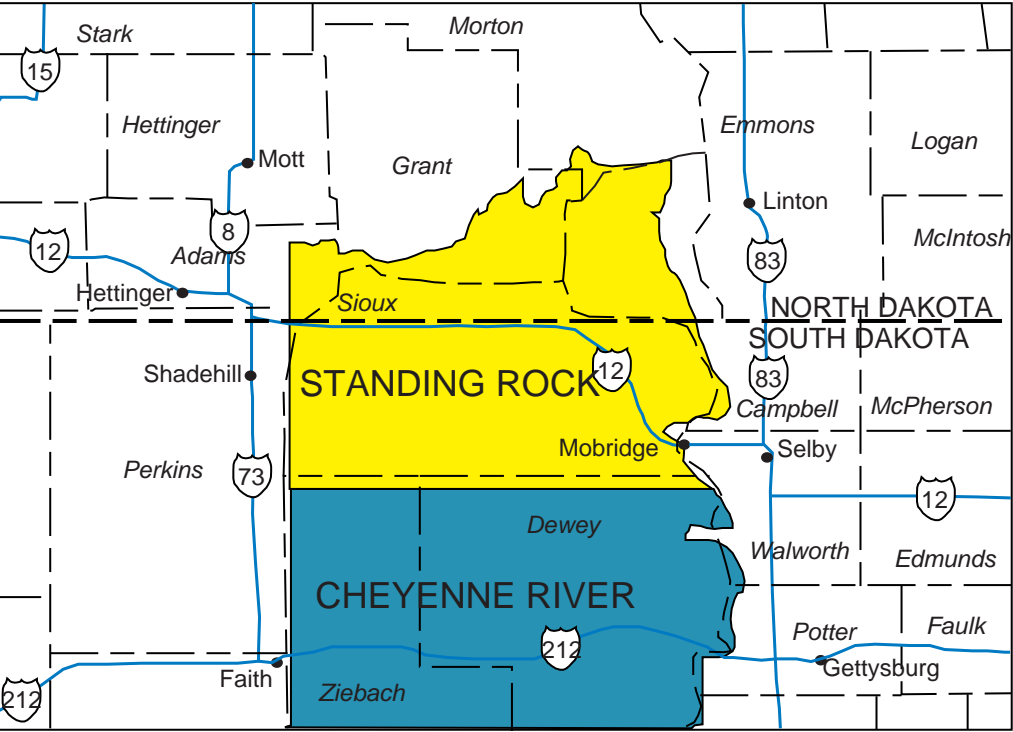 Stark
Morton
15
Hettinger
Emmons
Logan
Mott
Grant
Linton
8
12
Adams
McIntosh
83
Hettinger
Sioux
NORTH DAKOTA
SOUTH DAKOTA
Shadehill
STANDING ROCK
12
83
Campbell
McPherson
Mobridge
Selby
Perkins
73
12
Dewey
Walworth
Edmunds
CHEYENNE RIVER
Potter
Faulk
212
Gettysburg
Faith
Ziebach
212